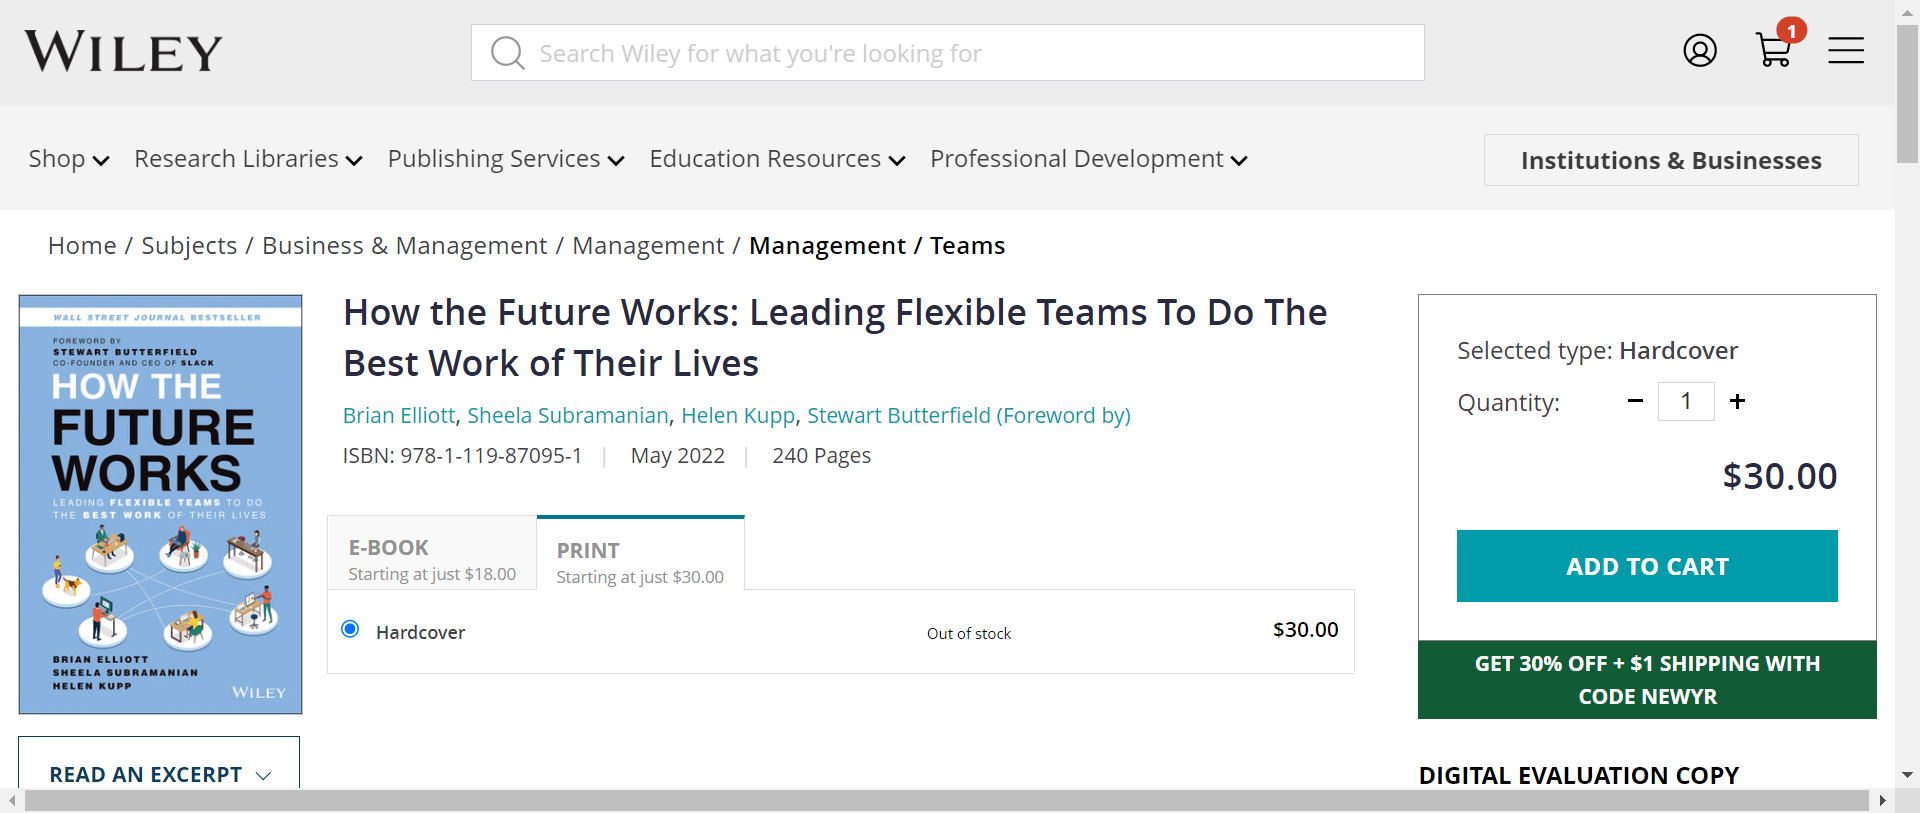 WILEY
Search Wiley for what you're looking for
1
Shop
Research Libraries
Publishing Services
Education Resources
Professional Development
Institutions & Businesses
Home / Subjects / Business & Management / Management / Management / Teams
WALL STREET JOURNAL BESTSELLER
FOREWORD BY
STEWART BUTTERFIELD
CO-FOUNDER AND CEO OF SLACK
HOW THE
FUTURE
WORKS
LEADING FLEXIBLE TEAMS TO DO
THE BEST WORK OF THEIR LIVES
BRIAN ELLIOTT
SHEELA SUBRAMANIAN
HELEN KUPP
WILEY
READ AN EXCERPT
How the Future Works: Leading Flexible Teams To Do The
Best Work of Their Lives
Brian Elliott, Sheela Subramanian, Helen Kupp, Stewart Butterfield (Foreword by)
ISBN: 978-1-119-87095-1 | May 2022 | 240 Pages
E-BOOK
Starting at just $18.00
PRINT
Starting at just $30.00
Hardcover
Out of stock
$30.00
Selected type: Hardcover
Quantity: − 1 +
$30.00
ADD TO CART
GET 30% OFF + $1 SHIPPING WITH
CODE NEWYR
DIGITAL EVALUATION COPY